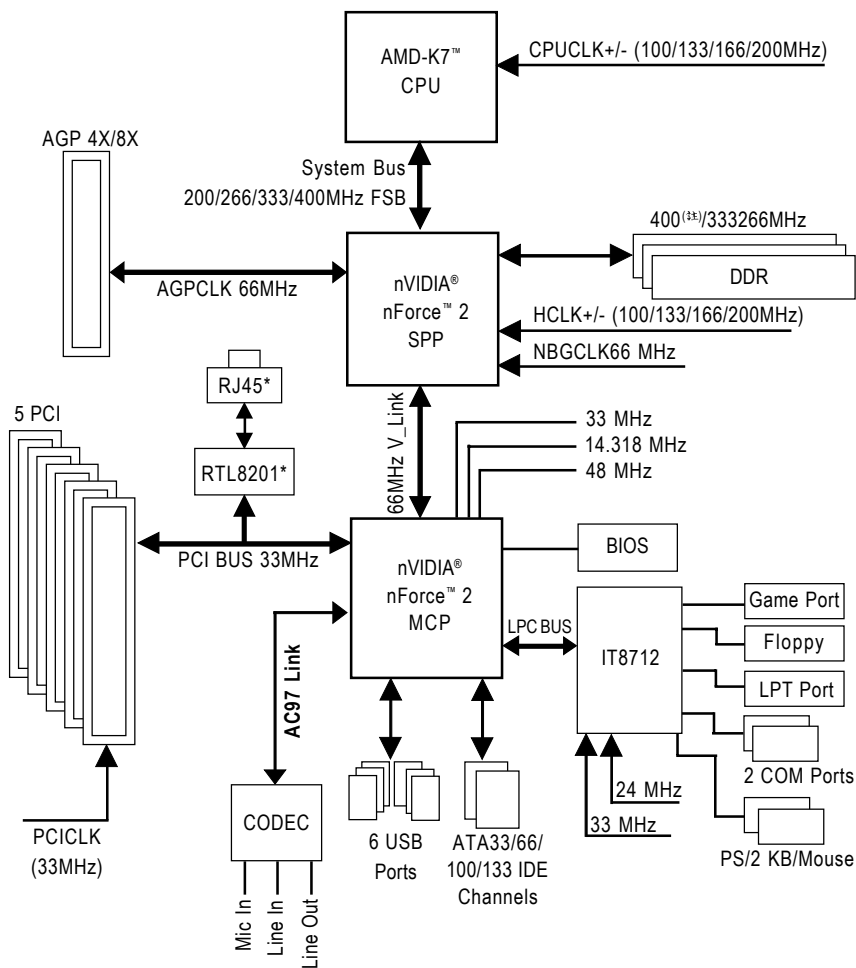 AMD-K7™
CPU
CPUCLK+/- (100/133/166/200MHz)
AGP 4X/8X
System Bus
200/266/333/400MHz FSB
400(註)/333266MHz
DDR
AGPCLK 66MHz
nVIDIA®
nForce™ 2
SPP
HCLK+/- (100/133/166/200MHz)
NBGCLK66 MHz
RJ45*
5 PCI
RTL8201*
66MHz V_Link
33 MHz
14.318 MHz
48 MHz
PCI BUS 33MHz
nVIDIA®
nForce™ 2
MCP
BIOS
LPC BUS
IT8712
Game Port
Floppy
LPT Port
2 COM Ports
PS/2 KB/Mouse
24 MHz
33 MHz
AC97 Link
CODEC
6 USB
Ports
ATA33/66/
100/133 IDE
Channels
PCICLK
(33MHz)
Mic In
Line In
Line Out